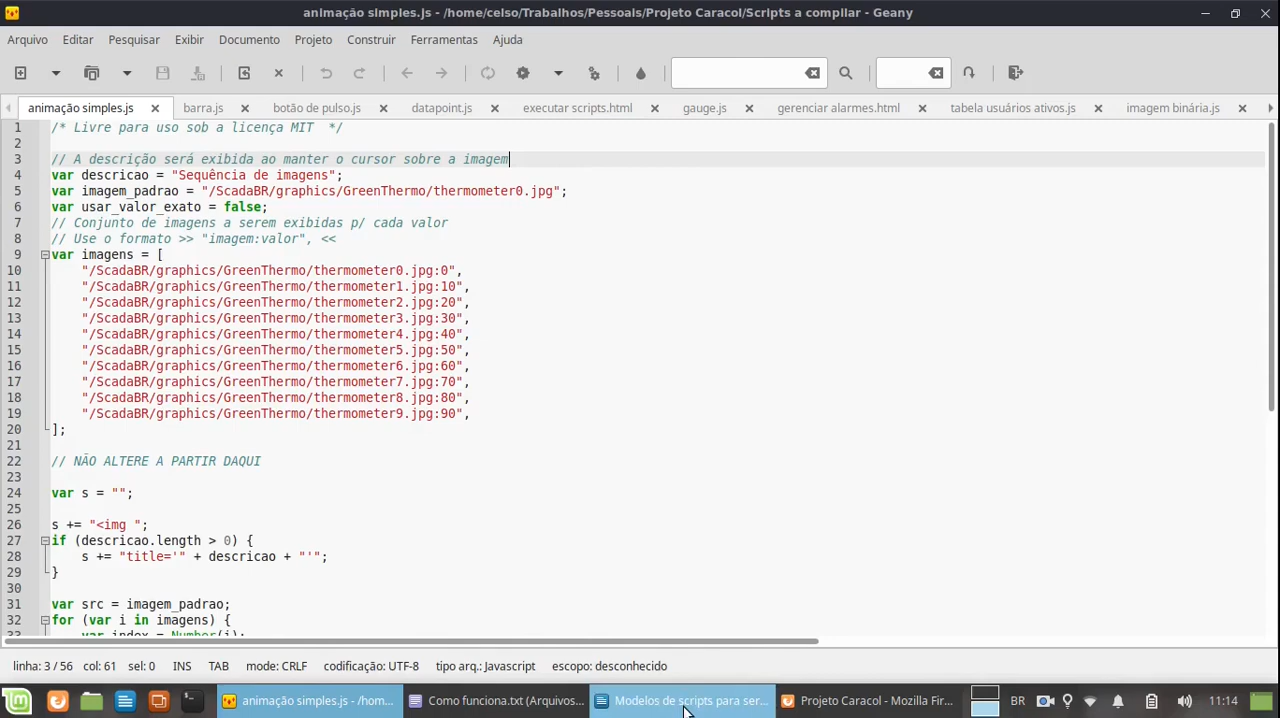 animação simples.js - /home/celso/Trabalhos/Pessoais/Projeto Caracol/Scripts a compilar - Geany
Arquivo Editar Pesquisar Exibir Documento Projeto Construir Ferramentas Ajuda
animação simples.js barra.js botão de pulso.js datapoint.js executar scripts.html gauge.js gerenciar alarmes.html tabela usuários ativos.js imagem binária.js
1 /* Livre para uso sob a licença MIT */
2
3 // A descrição será exibida ao manter o cursor sobre a imagem
4 var descricao = "Sequência de imagens";
5 var imagem_padrao = "/ScadaBR/graphics/GreenThermo/thermometer0.jpg";
6 var usar_valor_exato = false;
7 // Conjunto de imagens a serem exibidas p/ cada valor
8 // Use o formato >> "imagem:valor", <<
9 var imagens = [
10 "/ScadaBR/graphics/GreenThermo/thermometer0.jpg:0",
11 "/ScadaBR/graphics/GreenThermo/thermometer1.jpg:10",
12 "/ScadaBR/graphics/GreenThermo/thermometer2.jpg:20",
13 "/ScadaBR/graphics/GreenThermo/thermometer3.jpg:30",
14 "/ScadaBR/graphics/GreenThermo/thermometer4.jpg:40",
15 "/ScadaBR/graphics/GreenThermo/thermometer5.jpg:50",
16 "/ScadaBR/graphics/GreenThermo/thermometer6.jpg:60",
17 "/ScadaBR/graphics/GreenThermo/thermometer7.jpg:70",
18 "/ScadaBR/graphics/GreenThermo/thermometer8.jpg:80",
19 "/ScadaBR/graphics/GreenThermo/thermometer9.jpg:90",
20 ];
21
22 // NÃO ALTERE A PARTIR DAQUI
23
24 var s = "";
25
26 s += "<img ";
27 if (descricao.length > 0) {
28 s += "title='" + descricao + "'";
29 }
30
31 var src = imagem_padrao;
32 for (var i in imagens) {
33 var index = Number(i);
linha: 3 / 56 col: 61 sel: 0 INS TAB mode: CRLF codificação: UTF-8 tipo arq.: Javascript escopo: desconhecido
animação simples.js - /hom... Como funciona.txt (Arquivos... Modelos de scripts para ser... Projeto Caracol - Mozilla Fir... BR 11:14